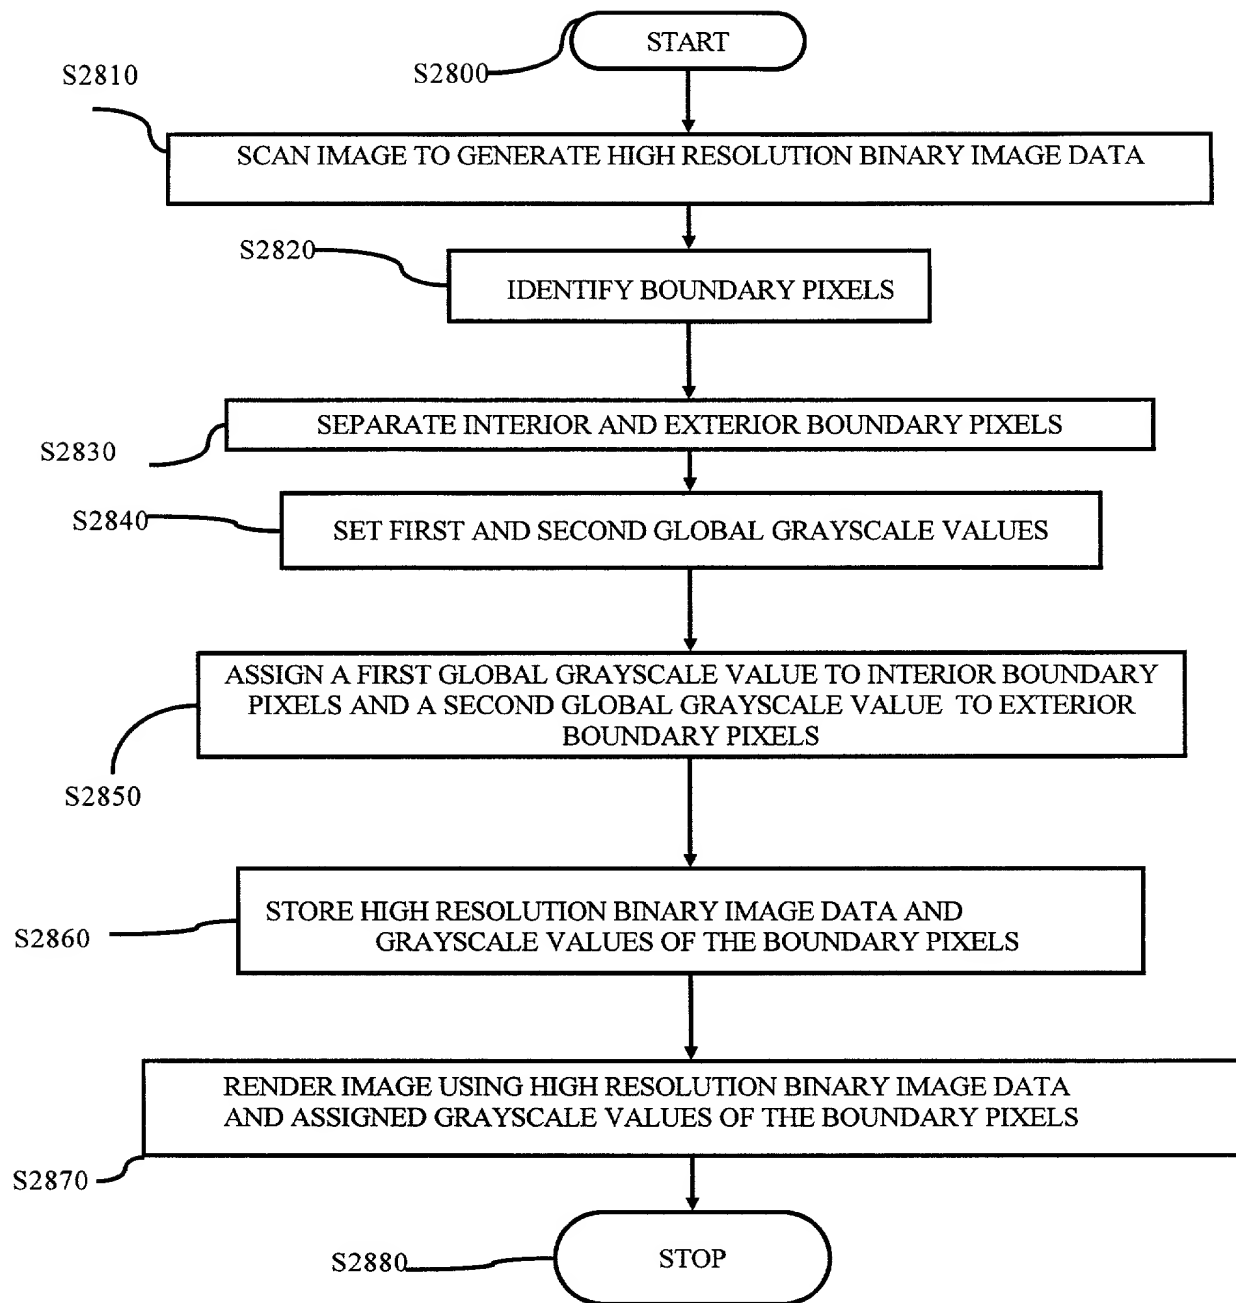 START
S2800
S2810
SCAN IMAGE TO GENERATE HIGH RESOLUTION BINARY IMAGE DATA
S2820
IDENTIFY BOUNDARY PIXELS
SEPARATE INTERIOR AND EXTERIOR BOUNDARY PIXELS
S2830
S2840
SET FIRST AND SECOND GLOBAL GRAYSCALE VALUES
ASSIGN A FIRST GLOBAL GRAYSCALE VALUE TO INTERIOR BOUNDARY
PIXELS AND A SECOND GLOBAL GRAYSCALE VALUE TO EXTERIOR
BOUNDARY PIXELS
S2850
STORE HIGH RESOLUTION BINARY IMAGE DATA AND
GRAYSCALE VALUES OF THE BOUNDARY PIXELS
S2860
RENDER IMAGE USING HIGH RESOLUTION BINARY IMAGE DATA
AND ASSIGNED GRAYSCALE VALUES OF THE BOUNDARY PIXELS
S2870
STOP
S2880